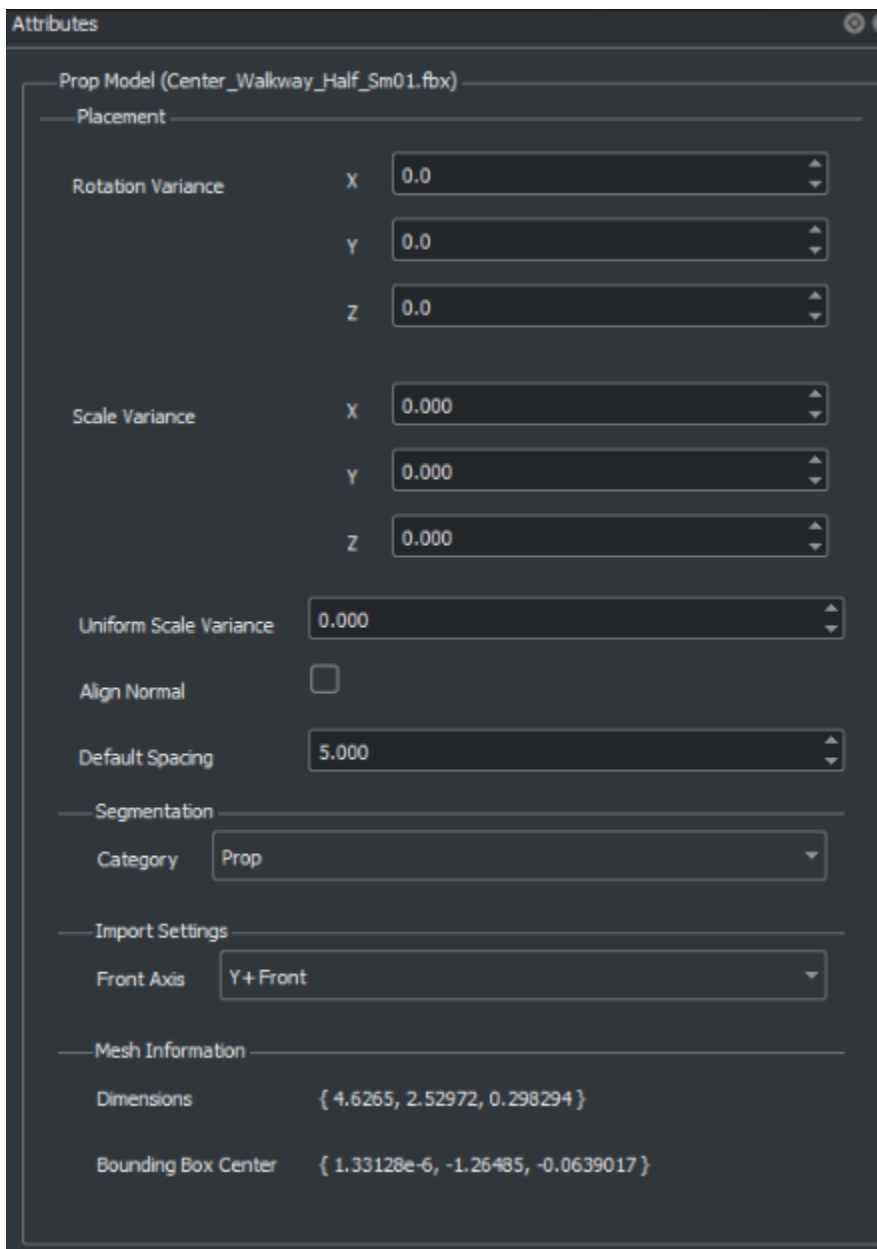 Attributes
Prop Model (Center_Walkway_Half_Sm01.fbx)
Placement
Rotation Variance X 0.0
Y 0.0
Z 0.0
Scale Variance X 0.000
Y 0.000
Z 0.000
Uniform Scale Variance 0.000
Align Normal
Default Spacing 5.000
Segmentation
Category Prop
Import Settings
Front Axis Y+ Front
Mesh Information
Dimensions { 4.6265, 2.52972, 0.298294 }
Bounding Box Center { 1.33128e-6, -1.26485, -0.0639017 }